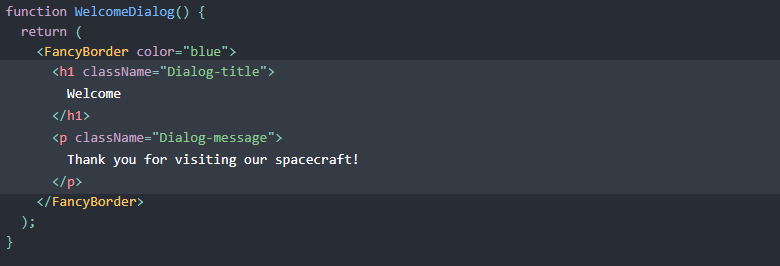 function WelcomeDialog() {
  return (
    <FancyBorder color="blue">
      <h1 className="Dialog-title">
        Welcome
      </h1>
      <p className="Dialog-message">
        Thank you for visiting our spacecraft!
      </p>
    </FancyBorder>
  );
}